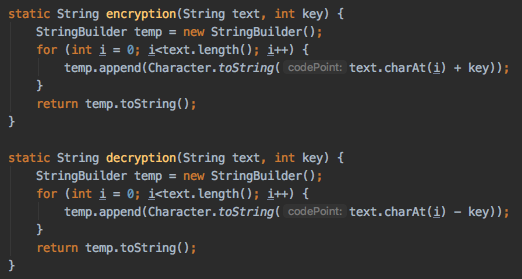 static String encryption(String text, int key) {
    StringBuilder temp = new StringBuilder();
    for (int i = 0; i<text.length(); i++) {
        temp.append(Character.toString( codePoint: text.charAt(i) + key));
    }
    return temp.toString();
}

static String decryption(String text, int key) {
    StringBuilder temp = new StringBuilder();
    for (int i = 0; i<text.length(); i++) {
        temp.append(Character.toString( codePoint: text.charAt(i) - key));
    }
    return temp.toString();
}